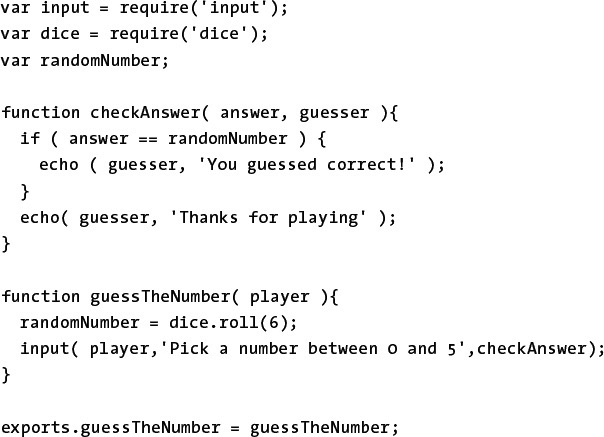 var input = require('input');
var dice = require('dice');
var randomNumber;

function checkAnswer( answer, guesser ){
  if ( answer == randomNumber ) {
    echo ( guesser, 'You guessed correct!' );
  }
  echo( guesser, 'Thanks for playing' );
}

function guessTheNumber( player ){
  randomNumber = dice.roll(6);
  input( player,'Pick a number between 0 and 5',checkAnswer);
}

exports.guessTheNumber = guessTheNumber;